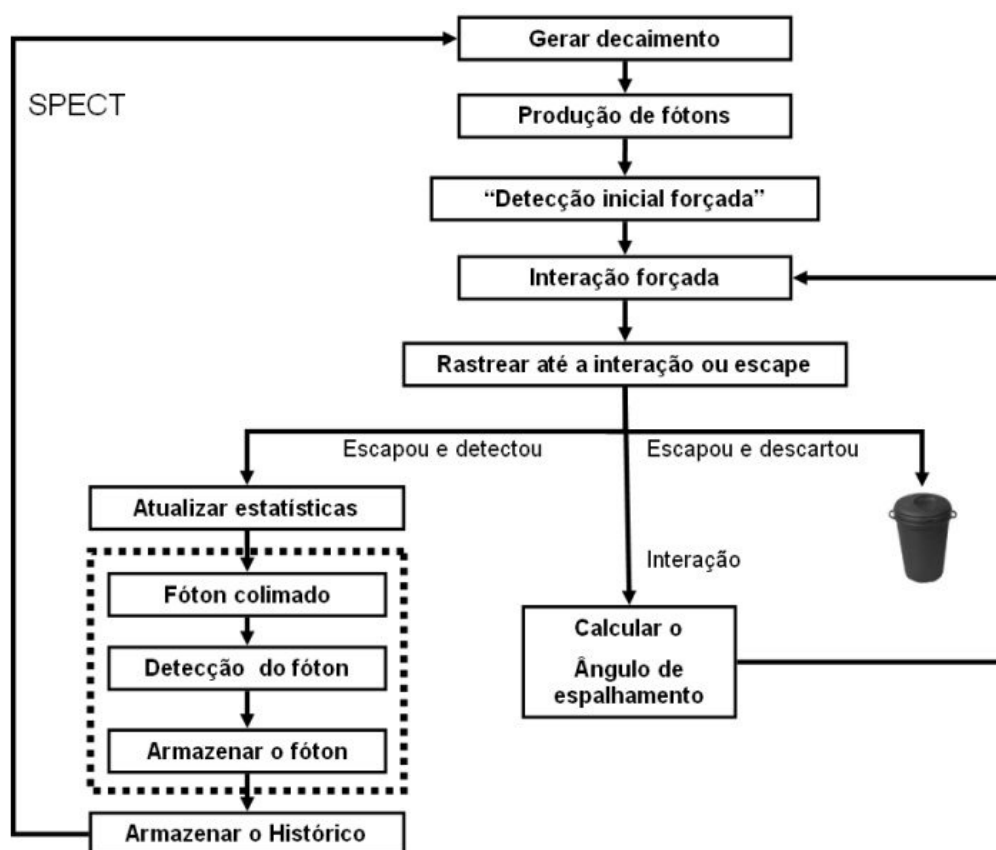 Gerar decaimento
SPECT
Produção de fótons
“Detecção inicial forçada”
Interação forçada
Rastrear até a interação ou escape
Escapou e detectou
Escapou e descartou
Atualizar estatísticas
Interação
Fóton colimado
Calcular o
Ângulo de
espalhamento
Detecção do fóton
Armazenar o fóton
Armazenar o Histórico